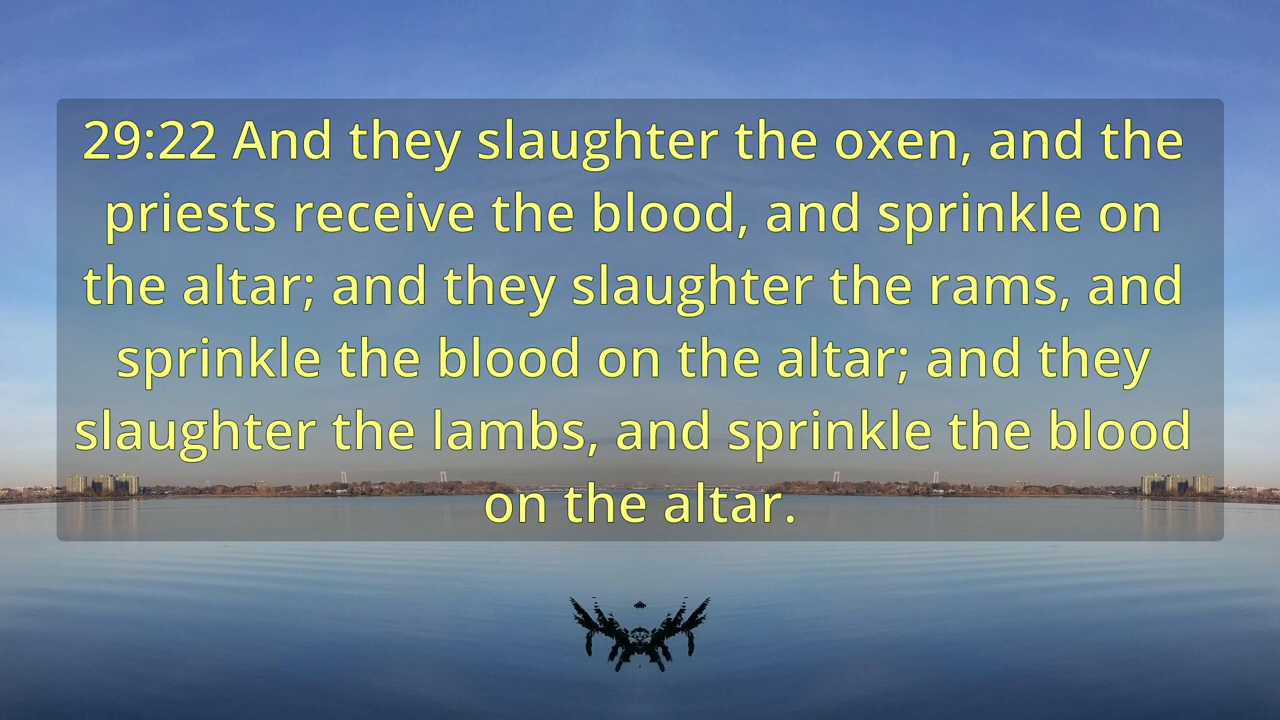 29:22 And they slaughter the oxen, and the
priests receive the blood, and sprinkle on
the altar; and they slaughter the rams, and
sprinkle the blood on the altar; and they
slaughter the lambs, and sprinkle the blood
on the altar.